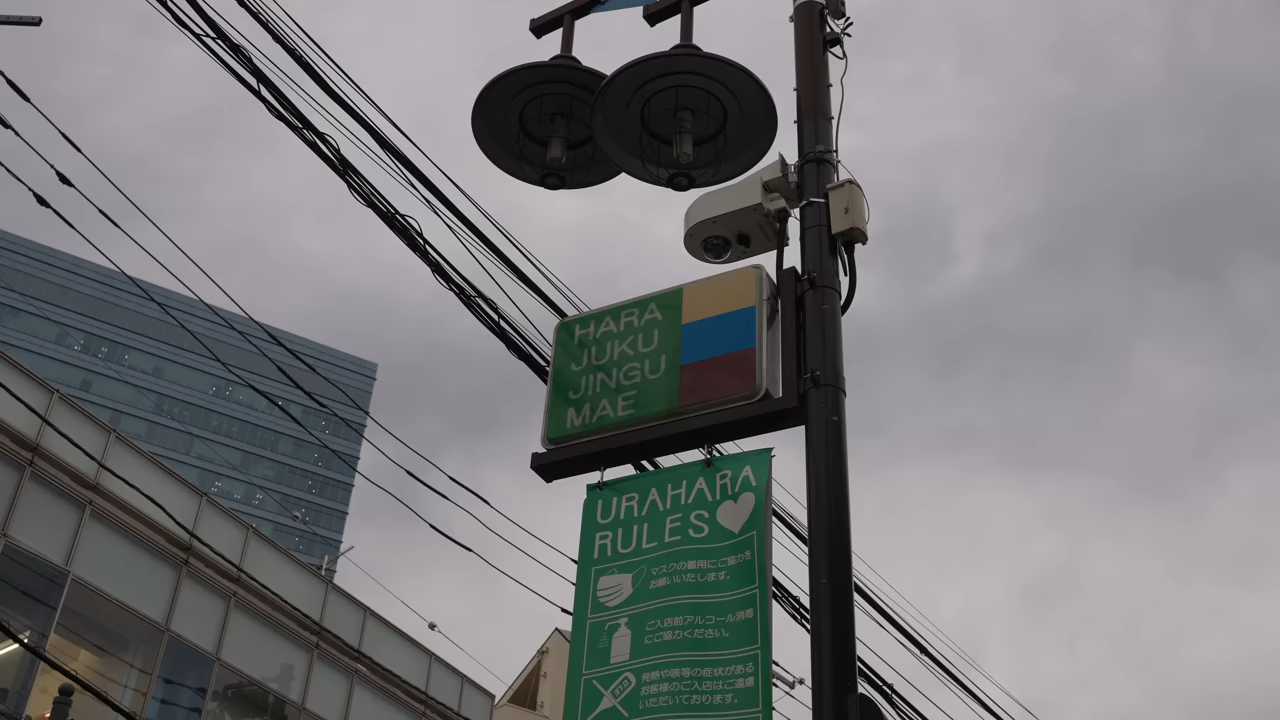 HARA
JUKU
JINGU
MAE
URAHARA
RULES
マスクの着用にご協力を
お願いいたします。
ご入店前アルコール消毒
にご協力ください。
37.0
発熱や咳等の症状がある
お客様のご入店はご遠慮
いただいております。